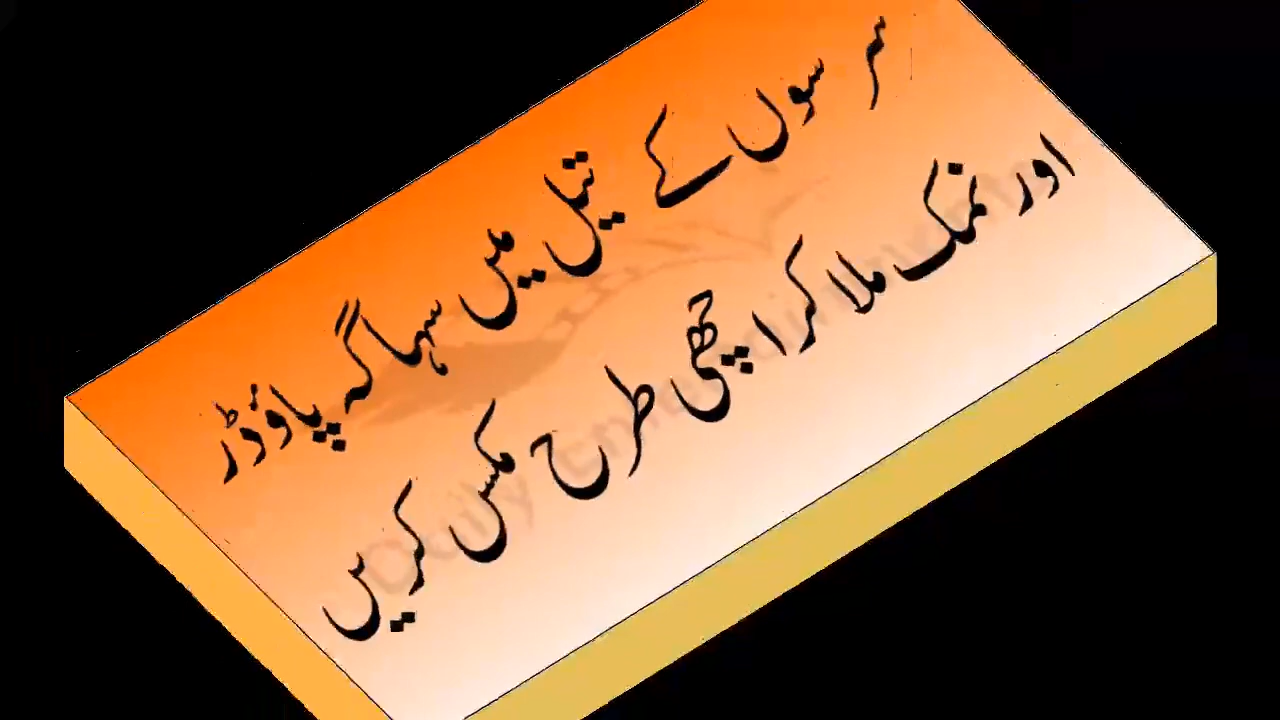 سرسوں کے تیل میں سہاگہ پاؤڈر
اور نمک ملا کر اچھی طرح مکس کریں